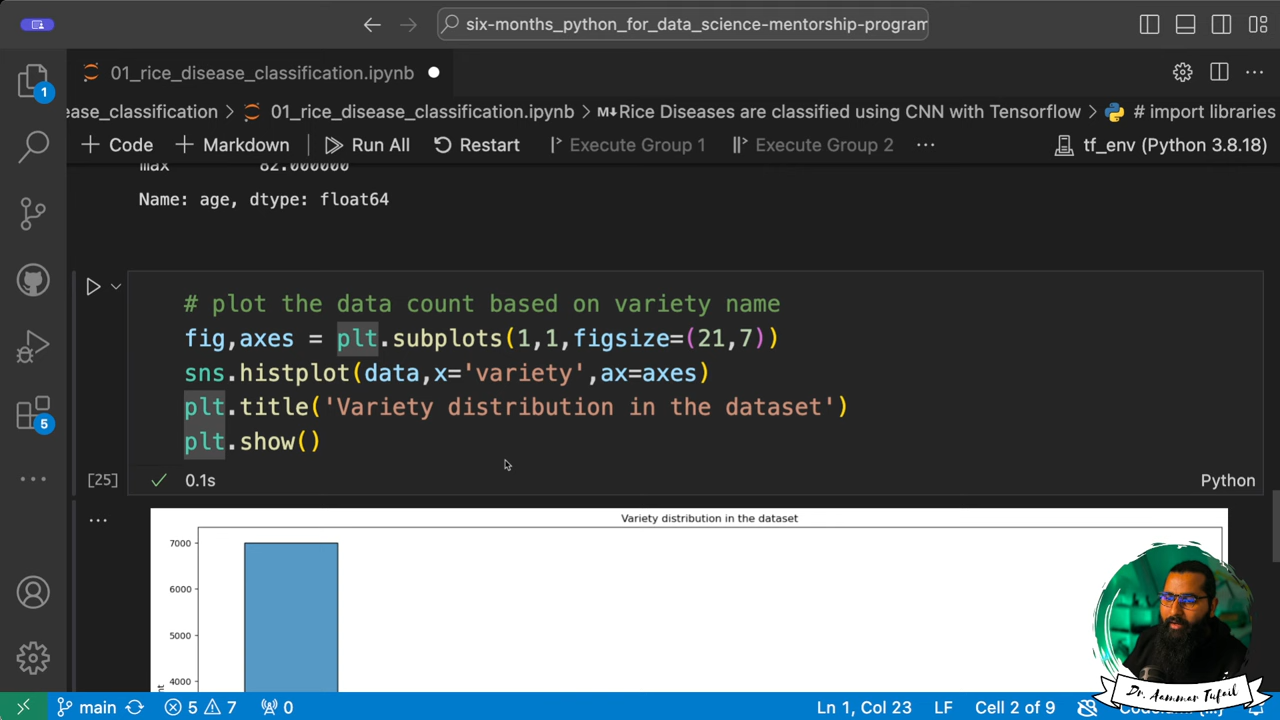 six-months_python_for_data_science-mentorship-program
1
01_rice_disease_classification.ipynb
ease_classification > 01_rice_disease_classification.ipynb > M↓Rice Diseases are classified using CNN with Tensorflow > # import libraries
+ Code + Markdown Run All Restart Execute Group 1 Execute Group 2 ... tf_env (Python 3.8.18)
max 82.000000
Name: age, dtype: float64
# plot the data count based on variety name
fig,axes = plt.subplots(1,1,figsize=(21,7))
sns.histplot(data,x='variety',ax=axes)
plt.title('Variety distribution in the dataset')
plt.show()
5
[25] 0.1s Python
Variety distribution in the dataset
7000
6000
5000
4000
Dr. Aammar Tufail
main 5 7 0 Ln 1, Col 23 LF Cell 2 of 9